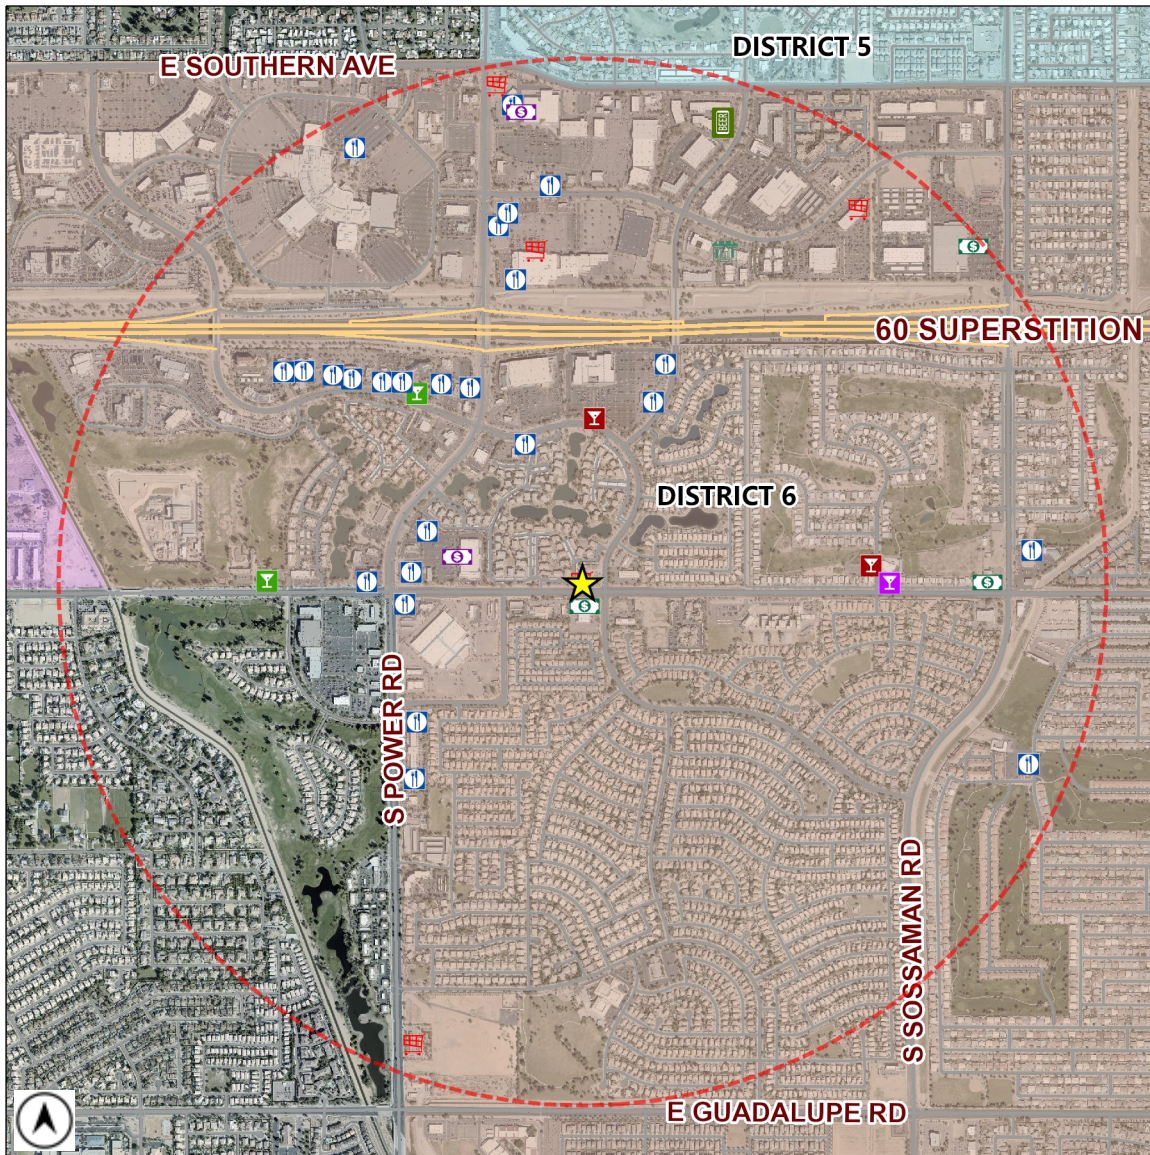 DISTRICT 5
E SOUTHERN AVE
BEER
60 SUPERSTITION
DISTRICT 6
S POWER RD
S SOSSAMAN RD
E GUADALUPE RD